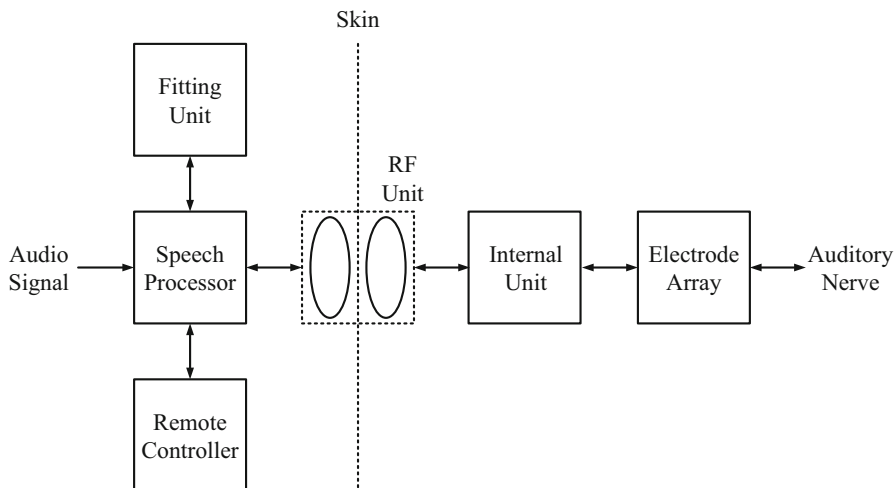 Skin
Fitting
Unit
RF
Unit
Audio
Signal
Speech
Processor
Internal
Unit
Electrode
Array
Auditory
Nerve
Remote
Controller